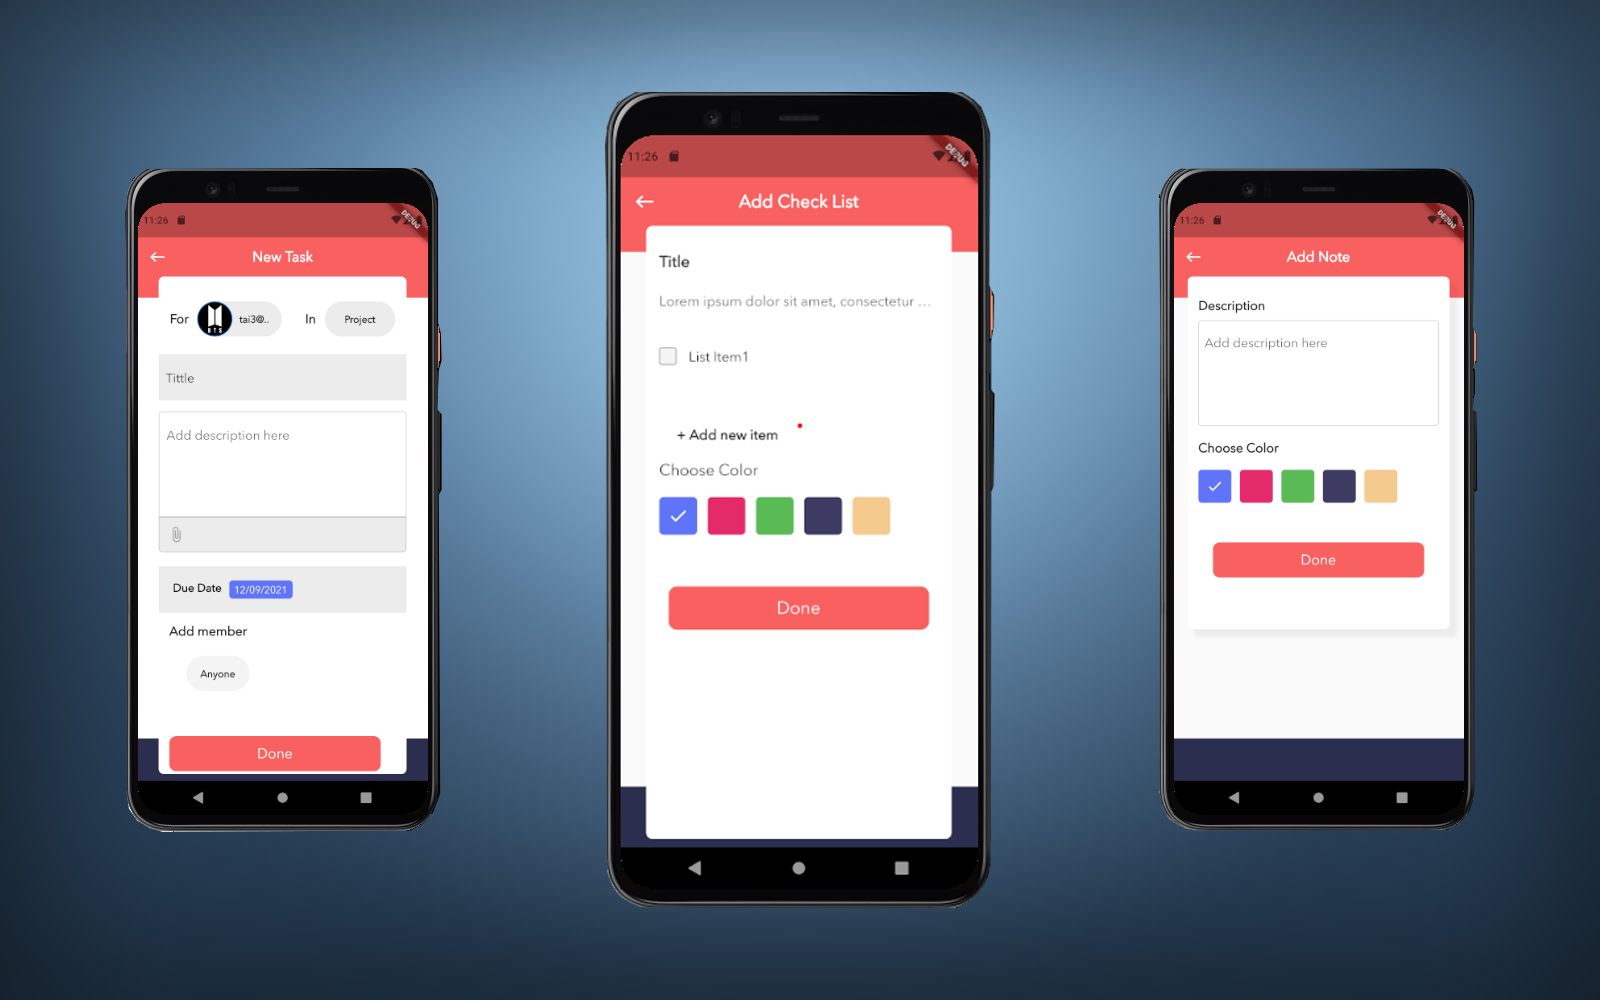 11:26
DEBUG
New Task
For
BTS
tai3@..
In
Project
Tittle
Add description here
Due Date 12/09/2021
Add member
Anyone
Done
11:26
DEBUG
Add Check List
Title
Lorem ipsum dolor sit amet, consectetur ...
List Item1
+ Add new item
Choose Color
Done
11:26
DEBUG
Add Note
Description
Add description here
Choose Color
Done